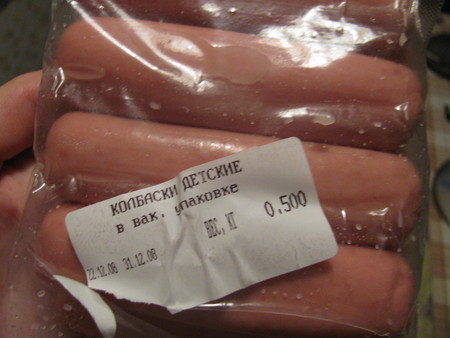 КОЛБАСКИ ДЕТСКИЕ
в вак. упаковке
22.12.08 31.12.08 ВЕС, КГ 0.500